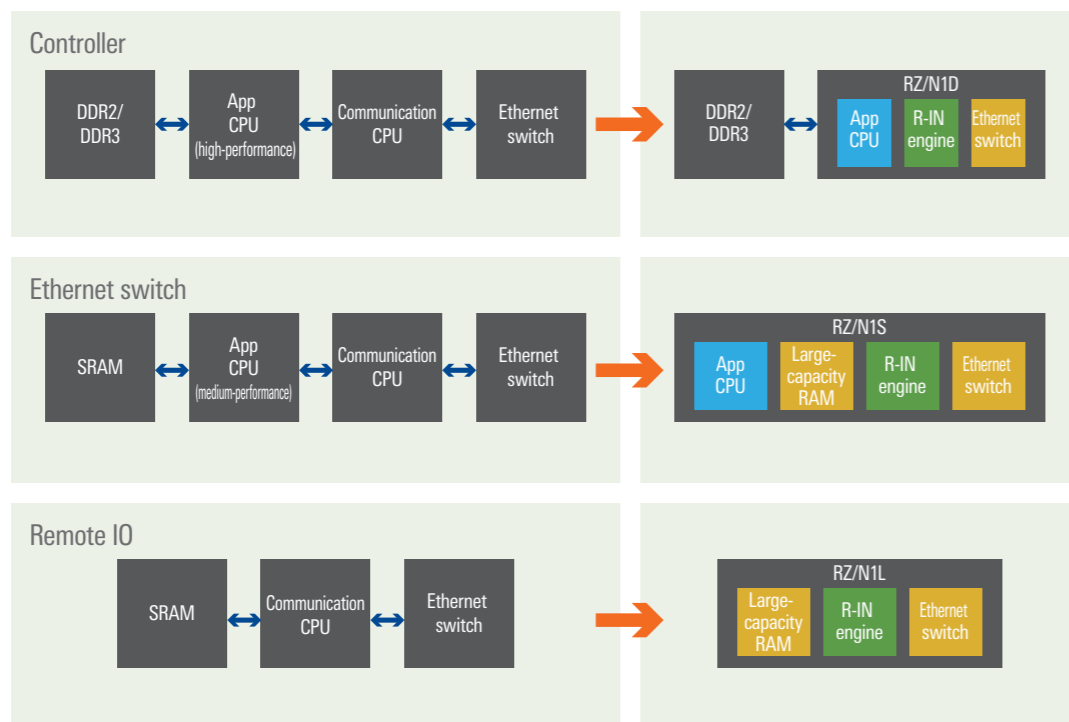 Controller
DDR2/
DDR3
App
CPU
(high-performance)
Communication
CPU
Ethernet
switch
DDR2/
DDR3
RZ/N1D
App
CPU
R-IN
engine
Ethernet
switch
Ethernet switch
SRAM
App
CPU
(medium-performance)
Communication
CPU
Ethernet
switch
RZ/N1S
App
CPU
Large-
capacity
RAM
R-IN
engine
Ethernet
switch
Remote IO
SRAM
Communication
CPU
Ethernet
switch
RZ/N1L
Large-
capacity
RAM
R-IN
engine
Ethernet
switch